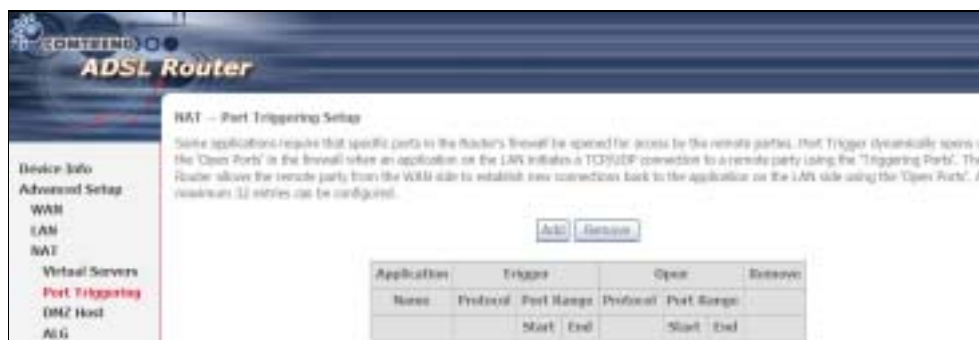 COMTREND
ADSL Router
NAT -- Port Triggering Setup
Some applications require that specific ports in the Router's firewall be opened for access by the remote parties. Port Trigger dynamically opens
the 'Open Ports' in the firewall when an application on the LAN initiates a TCP/UDP connection to a remote party using the 'Triggering Ports'. The
Router allows the remote party from the WAN side to establish new connections back to the application on the LAN side using the 'Open Ports'. A
maximum 32 entries can be configured.
Device Info
Advanced Setup
WAN
LAN
NAT
Virtual Servers
Port Triggering
DMZ Host
ALG
Add Remove
Application Trigger Open Remove
Name Protocol Port Range Protocol Port Range
Start End Start End